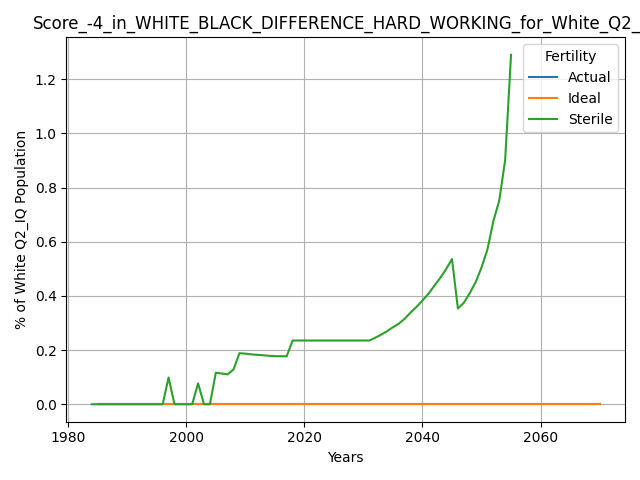 Score_-4_in_WHITE_BLACK_DIFFERENCE_HARD_WORKING_for_White_Q2_
Fertility
Actual
Ideal
Sterile
% of White Q2_IQ Population
1.2
1.0
0.8
0.6
0.4
0.2
0.0
1980
2000
2020
2040
2060
Years